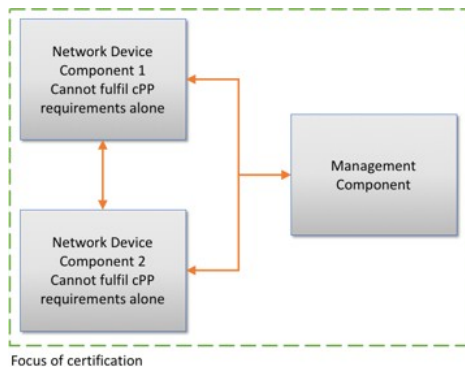 Network Device
Component 1
Cannot fulfil cPP
requirements alone
Management
Component
Network Device
Component 2
Cannot fulfil cPP
requirements alone
Focus of certification